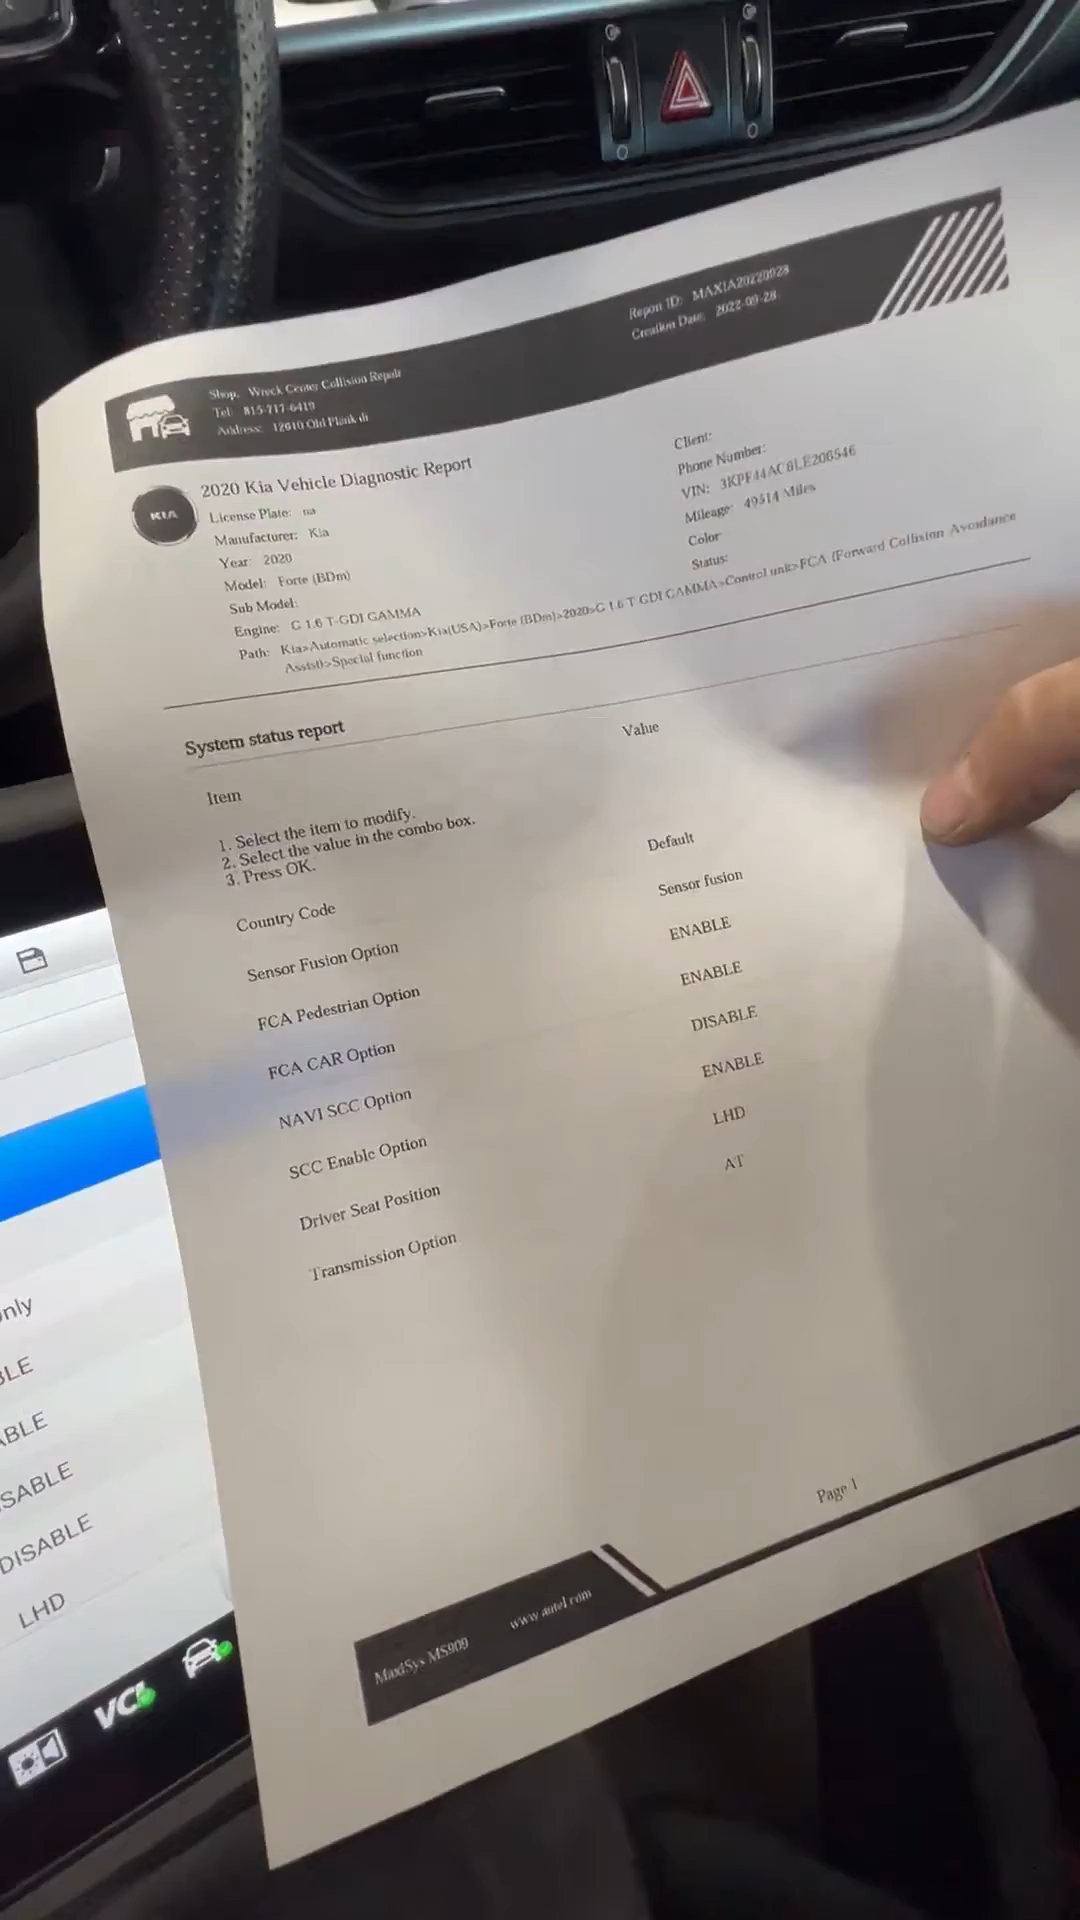 Report ID: MAXIA20220928
Creation Date: 2022-09-28
Shop: Wreck Center Collision Repair
Tel: 815-717-6419
Address: 12610 Old Plank dr
KIA
2020 Kia Vehicle Diagnostic Report
License Plate: na
Manufacturer: Kia
Year: 2020
Model: Forte (BDm)
Sub Model:
Engine: G 1.6 T-GDI GAMMA
Path: Kia>Automatic selection>Kia(USA)>Forte (BDm)>2020>G 1.6 T-GDI GAMMA>Control unit>FCA (Forward Collision Avoidance
Assist)>Special function
Client:
Phone Number:
VIN: 3KPF44AC6LE206546
Mileage: 49514 Miles
Color:
Status:
System status report
Item Value
1. Select the item to modify.
2. Select the value in the combo box.
3. Press OK.
Country Code Default
Sensor Fusion Option Sensor fusion
FCA Pedestrian Option ENABLE
FCA CAR Option ENABLE
NAVI SCC Option DISABLE
SCC Enable Option ENABLE
Driver Seat Position LHD
Transmission Option AT
Page 1
MaxiSys MS909 www.autel.com
nly
BLE
ABLE
SABLE
DISABLE
LHD
VCI